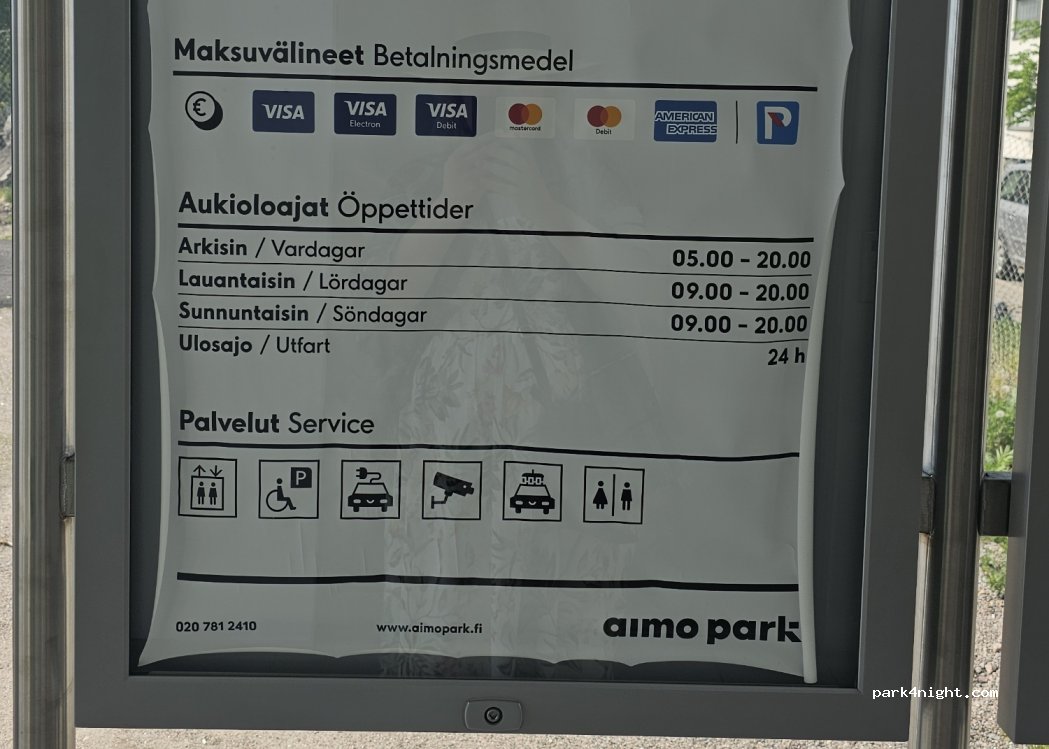 Maksuvälineet Betalningsmedel
€ VISA VISA Electron VISA Debit mastercard Debit AMERICAN EXPRESS P
Aukioloajat Öppettider
Arkisin / Vardagar 05.00 – 20.00
Lauantaisin / Lördagar 09.00 – 20.00
Sunnuntaisin / Söndagar 09.00 – 20.00
Ulosajo / Utfart 24 h
Palvelut Service
P
020 781 2410 www.aimopark.fi aimo park
park4night.com